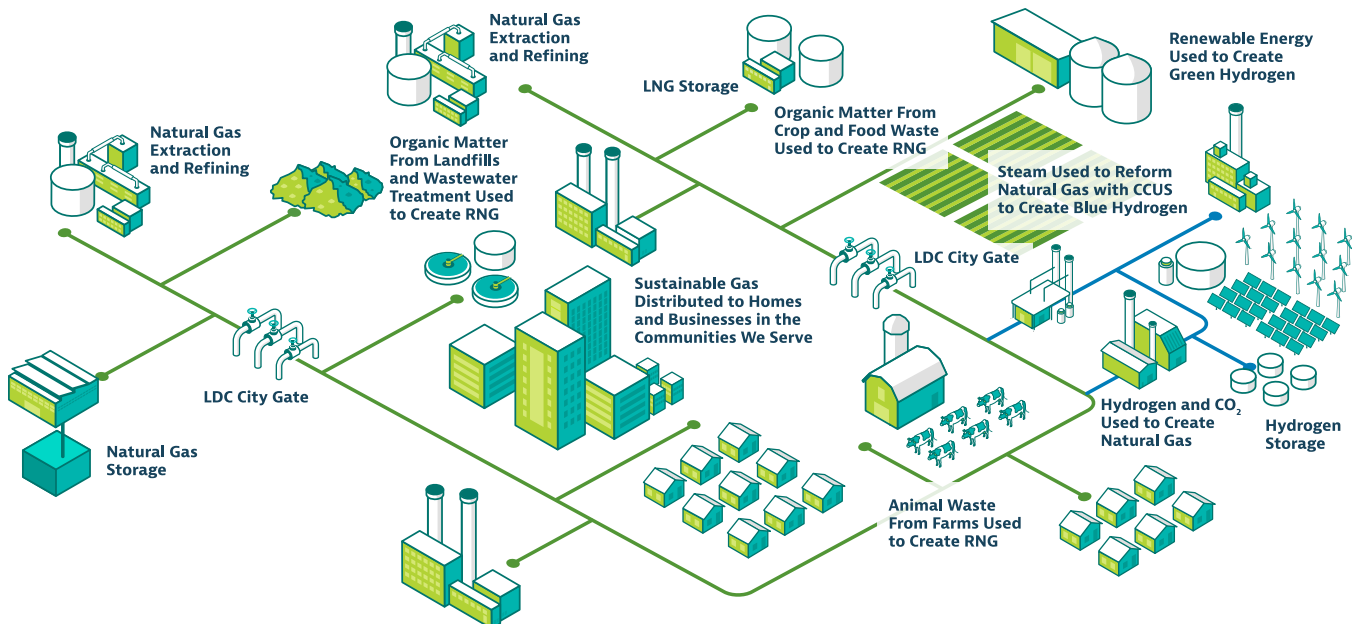 Natural Gas
Extraction
and Refining
Natural Gas
Extraction
and Refining
Organic Matter
From Landfills
and Wastewater
Treatment Used
to Create RNG
LNG Storage
Organic Matter From
Crop and Food Waste
Used to Create RNG
Renewable Energy
Used to Create
Green Hydrogen
Steam Used to Reform
Natural Gas with CCUS
to Create Blue Hydrogen
LDC City Gate
Sustainable Gas
Distributed to Homes
and Businesses in the
Communities We Serve
LDC City Gate
Natural Gas
Storage
Hydrogen and CO₂
Used to Create
Natural Gas
Hydrogen
Storage
Animal Waste
From Farms Used
to Create RNG